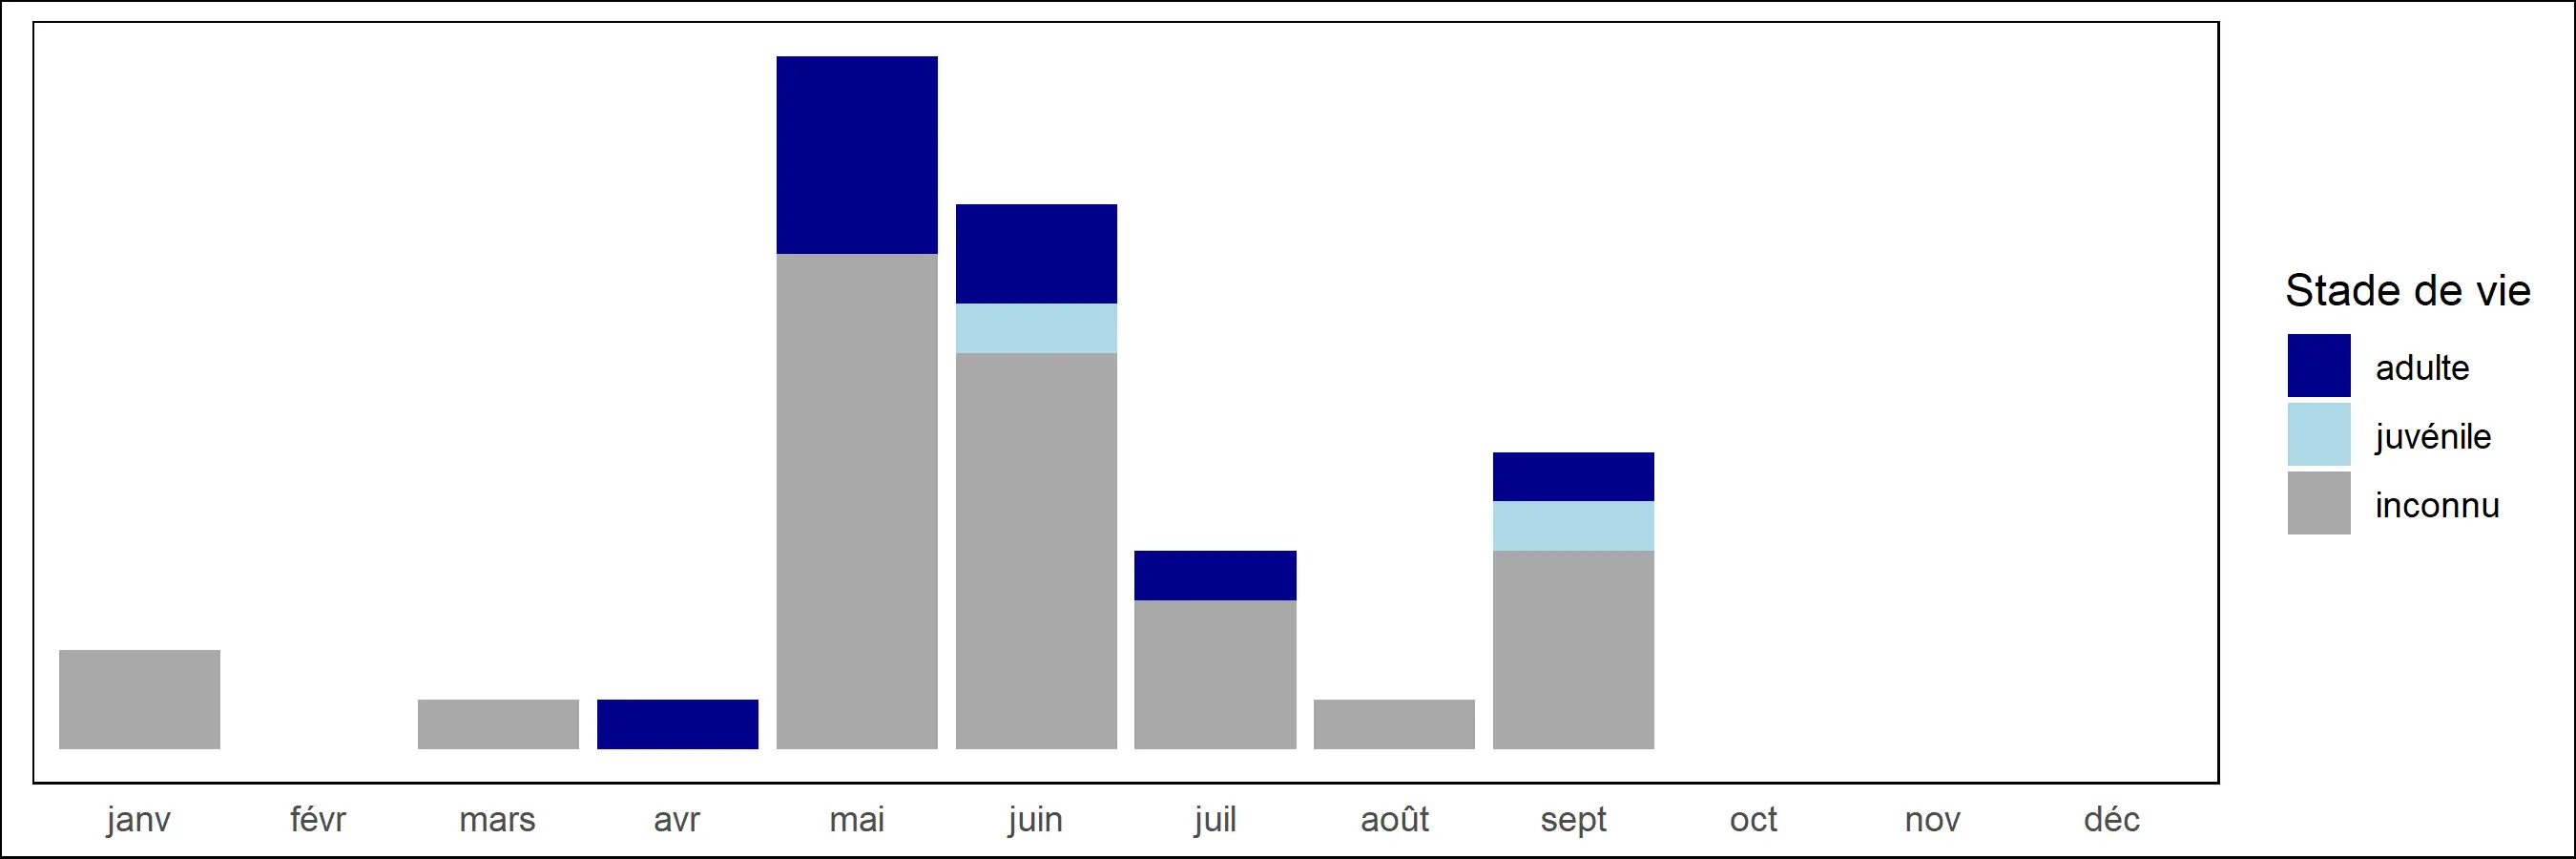 Stade de vie
adulte
juvénile
inconnu
janv févr mars avr mai juin juil août sept oct nov déc